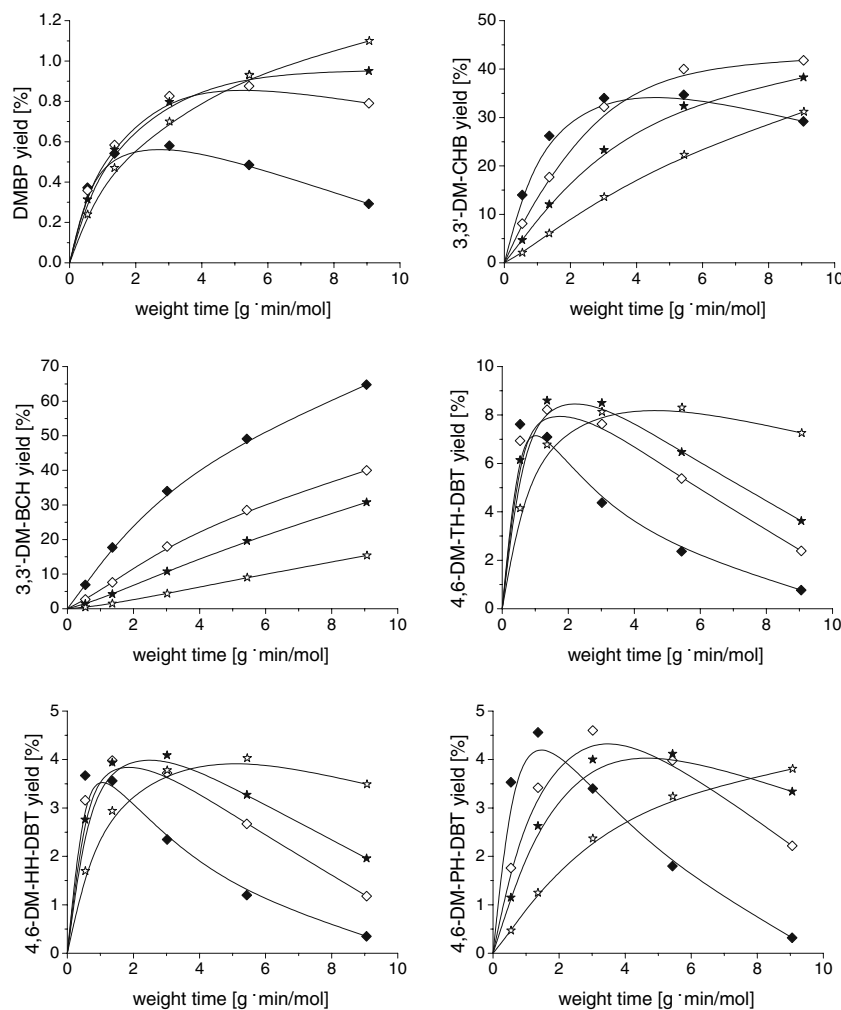 DMBP yield [%]
1.2
1.0
0.8
0.6
0.4
0.2
0.0
0 2 4 6 8 10
weight time [g˙min/mol]
3,3'-DM-CHB yield [%]
50
40
30
20
10
0
0 2 4 6 8 10
weight time [g˙min/mol]
3,3'-DM-BCH yield [%]
70
60
50
40
30
20
10
0
0 2 4 6 8 10
weight time [g˙min/mol]
4,6-DM-TH-DBT yield [%]
10
8
6
4
2
0
0 2 4 6 8 10
weight time [g˙min/mol]
4,6-DM-HH-DBT yield [%]
5
4
3
2
1
0
0 2 4 6 8 10
weight time [g˙min/mol]
4,6-DM-PH-DBT yield [%]
5
4
3
2
1
0
0 2 4 6 8 10
weight time [g˙min/mol]